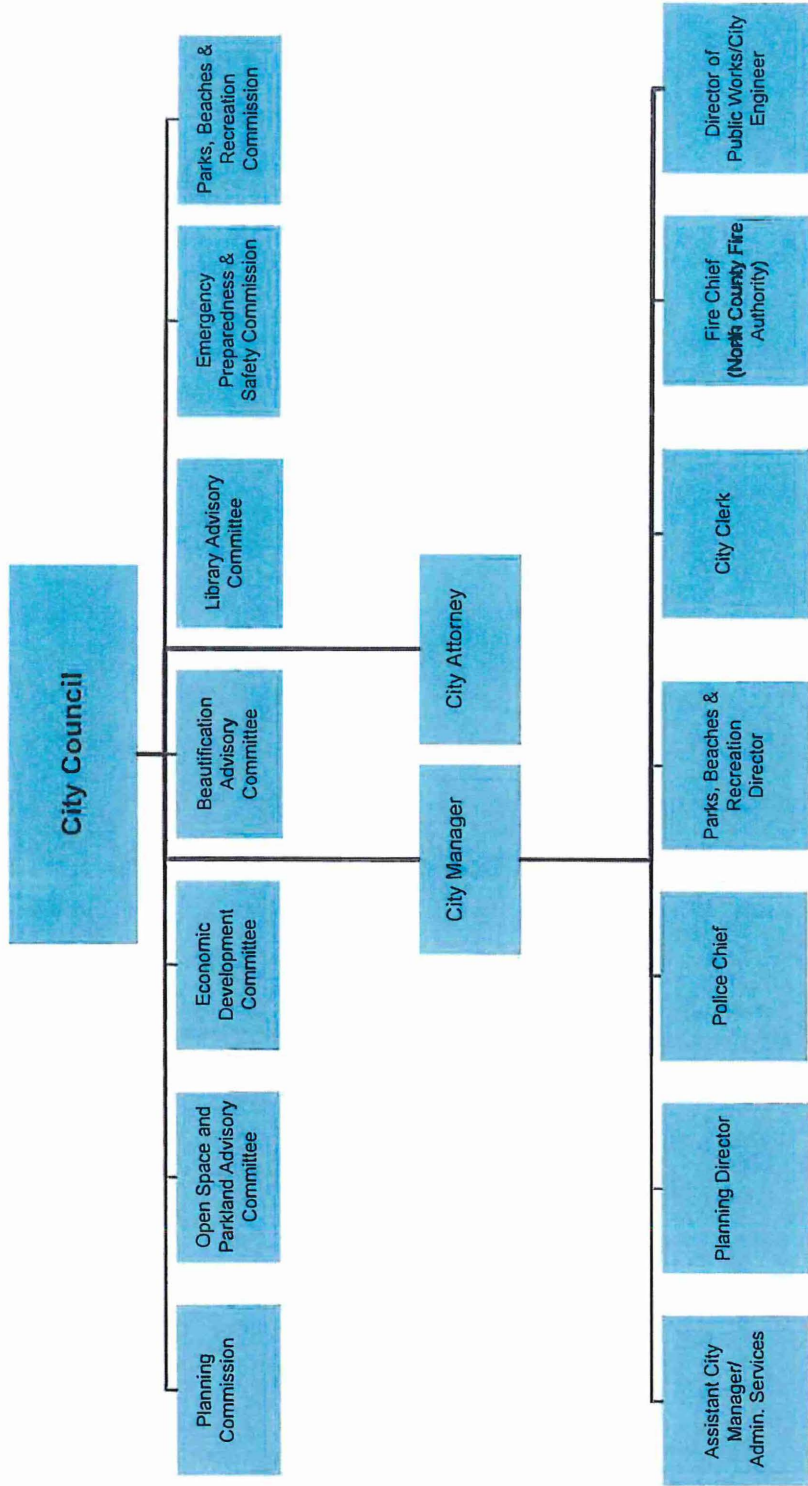 City Council
Planning
Commission
Open Space and
Parkland Advisory
Committee
Economic
Development
Committee
Beautification
Advisory
Committee
Library Advisory
Committee
Emergency
Preparedness &
Safety Commission
Parks, Beaches &
Recreation
Commission
City Manager
City Attorney
Assistant City
Manager/
Admin. Services
Planning Director
Police Chief
Parks, Beaches &
Recreation
Director
City Clerk
Fire Chief
(North County Fire
Authority)
Director of
Public Works/City
Engineer